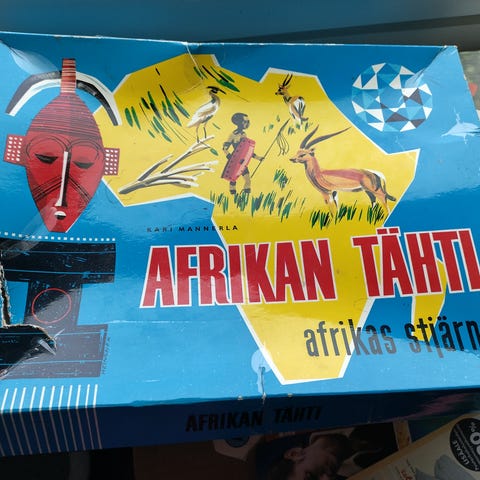 KARI MANNERLA
AFRIKAN TÄHTI
afrikas stjärn
AFRIKAN TÄHTI